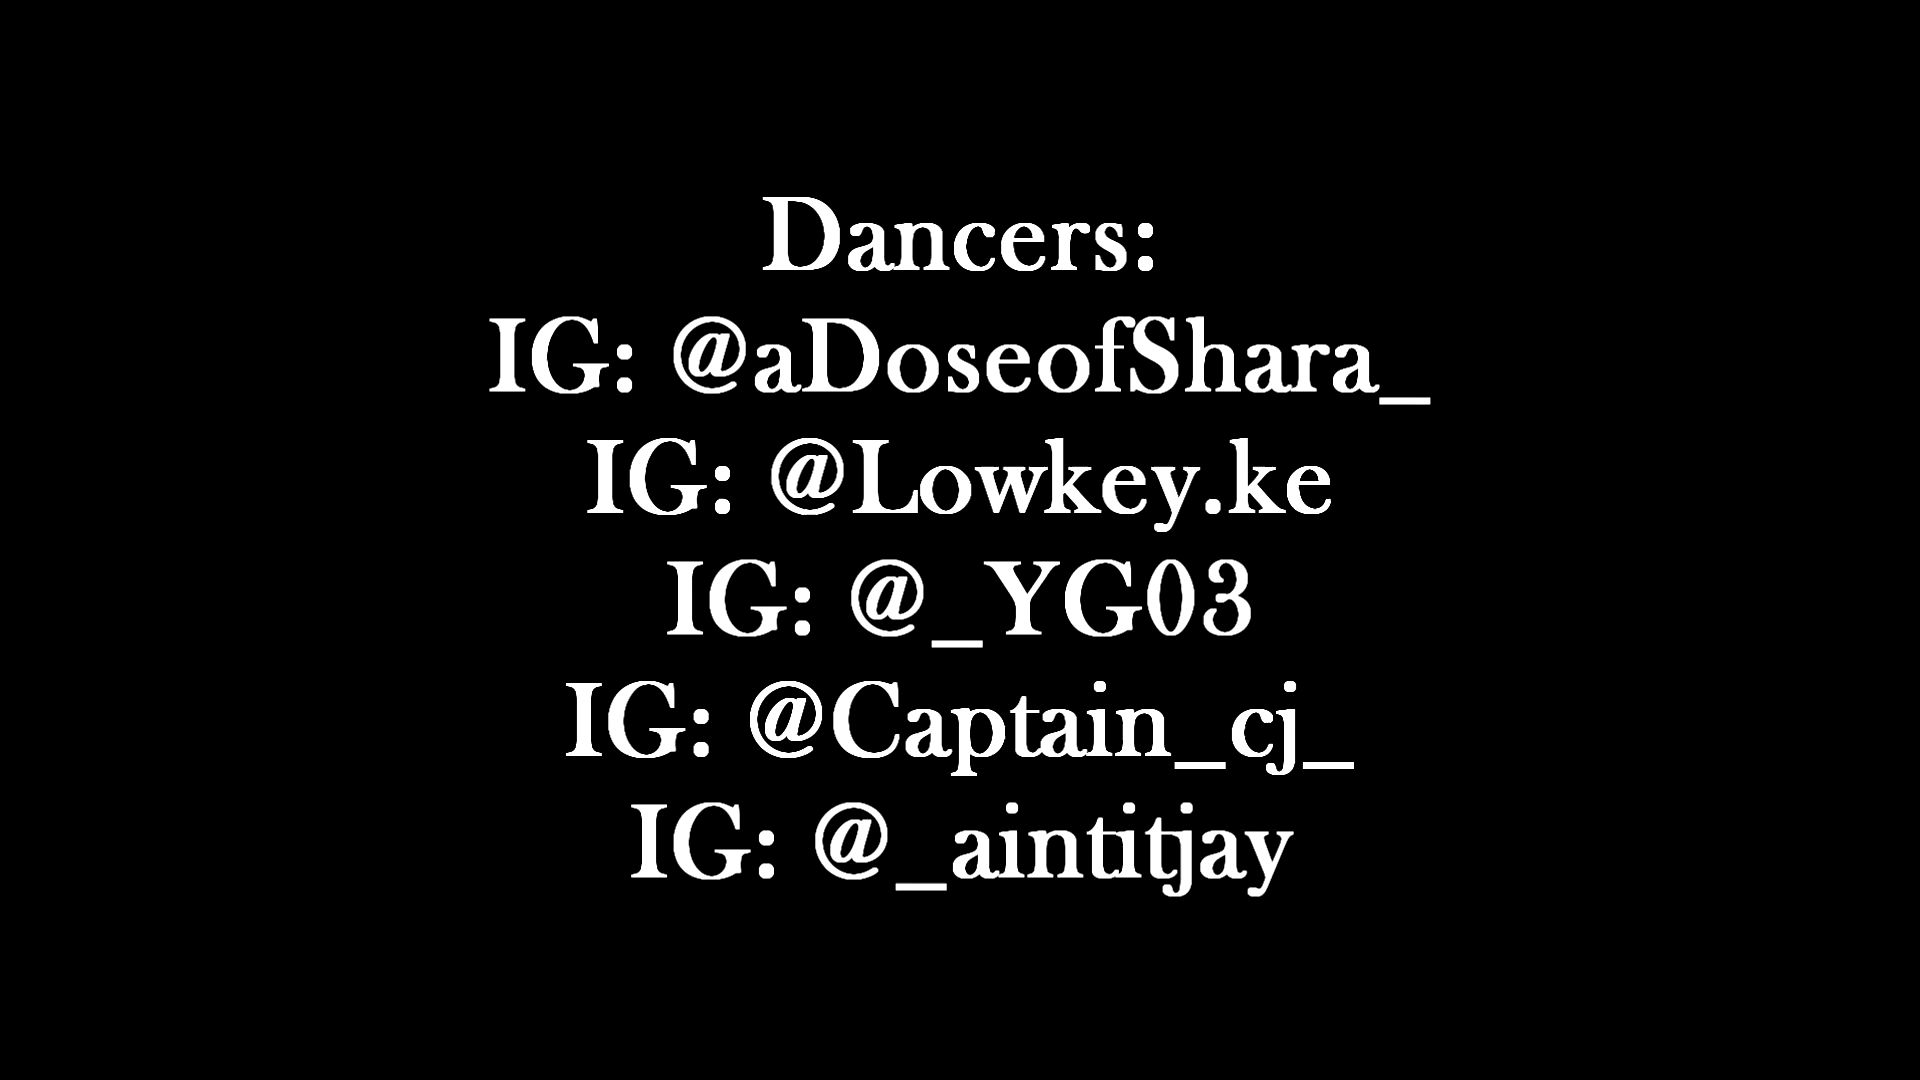 Dancers:
IG: @aDoseofShara_
IG: @Lowkey.ke
IG: @_YG03
IG: @Captain_cj_
IG: @_aintitjay